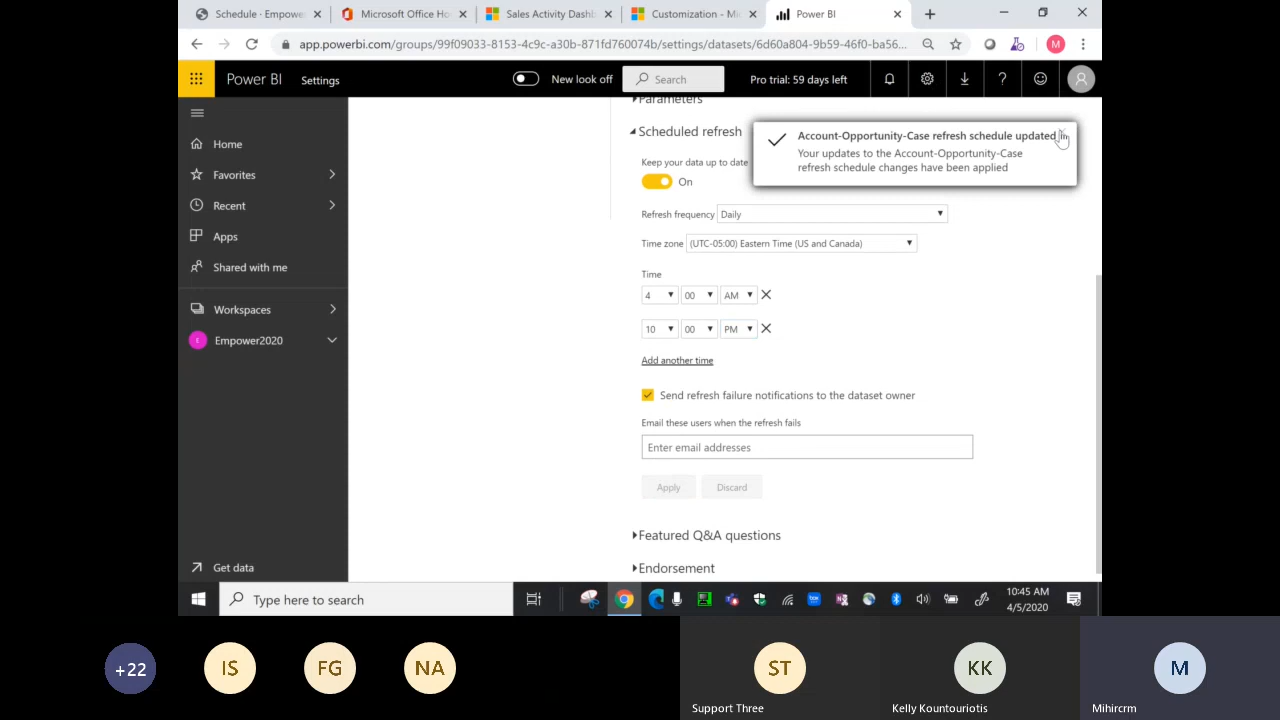 Schedule · Empowe
Microsoft Office Ho
Sales Activity Dashb
Customization - Mi
Power BI
app.powerbi.com/groups/99f09033-8153-4c9c-a30b-871fd760074b/settings/datasets/6d60a804-9b59-46f0-ba56...
M
Power BI
Settings
New look off
Search
Pro trial: 59 days left
Home
Favorites
Recent
Apps
Shared with me
Workspaces
E
Empower2020
Get data
Parameters
Scheduled refresh
Account-Opportunity-Case refresh schedule updated
Your updates to the Account-Opportunity-Case
refresh schedule changes have been applied
Keep your data up to date
On
Refresh frequency Daily
Time zone (UTC-05:00) Eastern Time (US and Canada)
Time
4 00 AM
10 00 PM
Add another time
Send refresh failure notifications to the dataset owner
Email these users when the refresh fails
Enter email addresses
Apply Discard
Featured Q&A questions
Endorsement
Type here to search
10:45 AM
4/5/2020
+22
IS
FG
NA
ST
KK
M
Support Three
Kelly Kountouriotis
Mihircrm